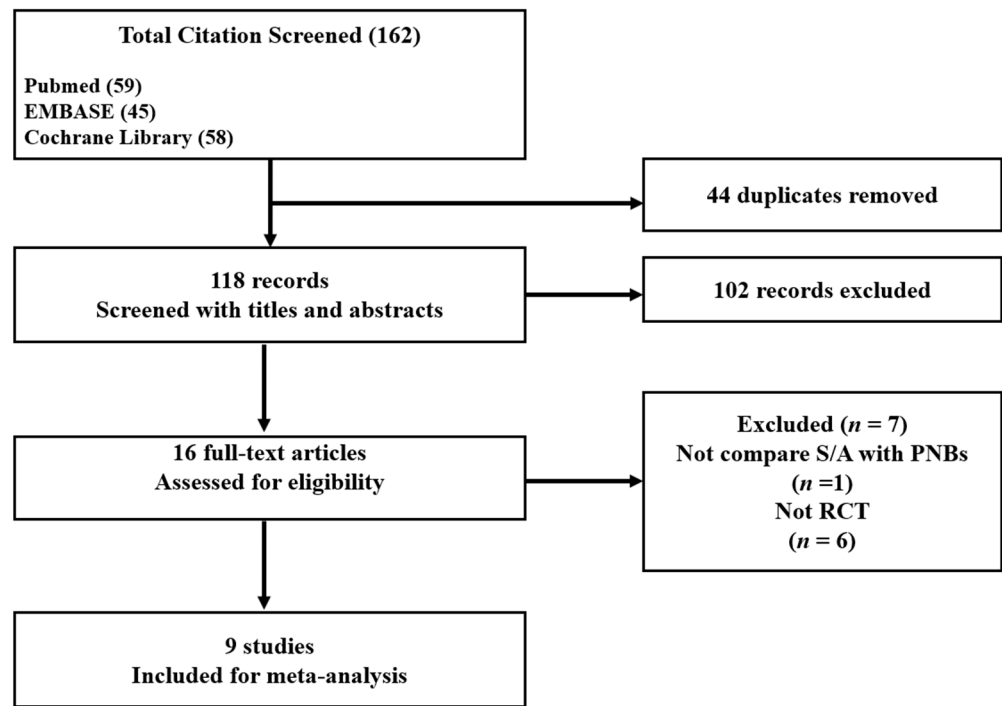 Total Citation Screened (162)
Pubmed (59)
EMBASE (45)
Cochrane Library (58)
44 duplicates removed
118 records
Screened with titles and abstracts
102 records excluded
16 full-text articles
Assessed for eligibility
Excluded (n = 7)
Not compare S/A with PNBs
(n =1)
Not RCT
(n = 6)
9 studies
Included for meta-analysis